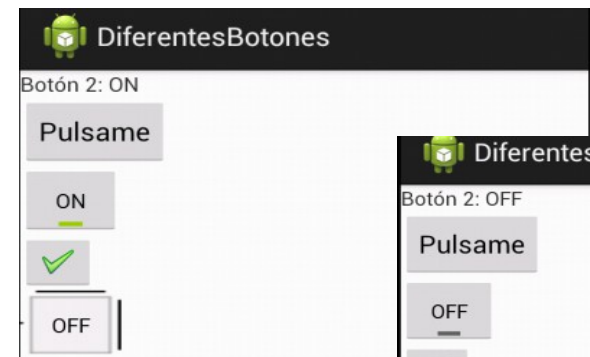 DiferentesBotones
Botón 2: ON
Pulsame
ON
OFF
Diferentes
Botón 2: OFF
Pulsame
OFF